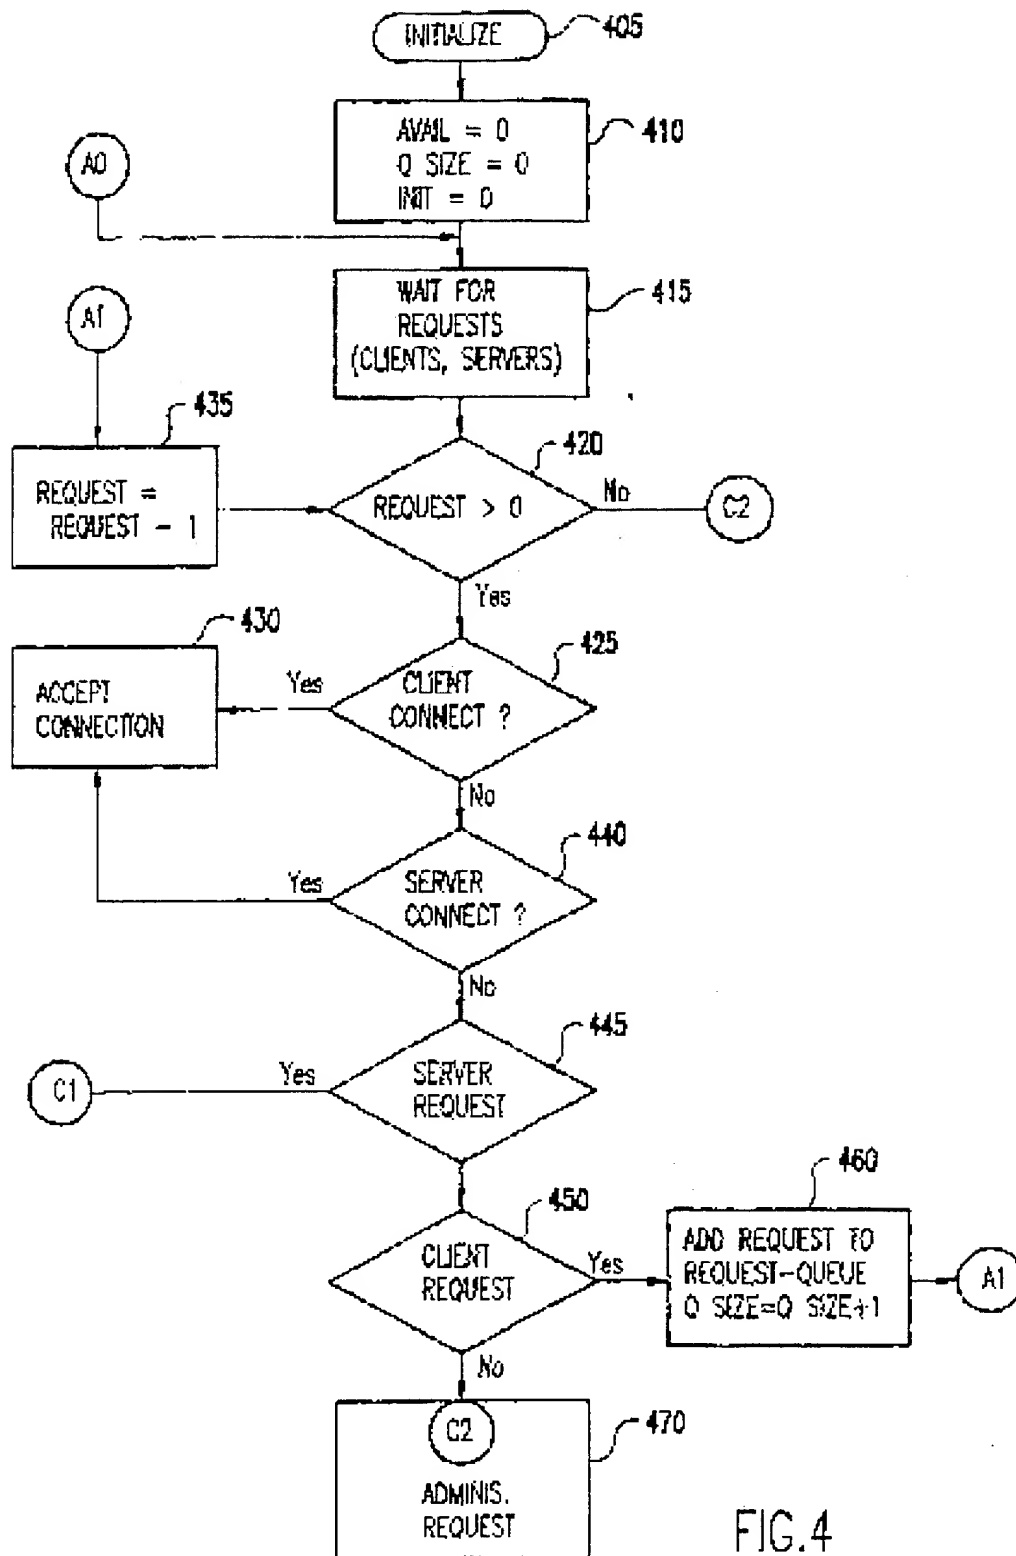 INITIALIZE
405
AVAIL = 0
Q SIZE = 0
INIT = 0
410
A0
WAIT FOR
REQUESTS
(CLIENTS, SERVERS)
415
A1
435
REQUEST =
REQUEST - 1
420
REQUEST > 0
No
C2
Yes
430
ACCEPT
CONNECTION
425
Yes
CLIENT
CONNECT ?
No
440
Yes
SERVER
CONNECT ?
No
445
C1
Yes
SERVER
REQUEST
450
CLIENT
REQUEST
Yes
460
ADD REQUEST TO
REQUEST-QUEUE
Q SIZE=Q SIZE+1
A1
No
C2
470
ADMINIS.
REQUEST
FIG.4